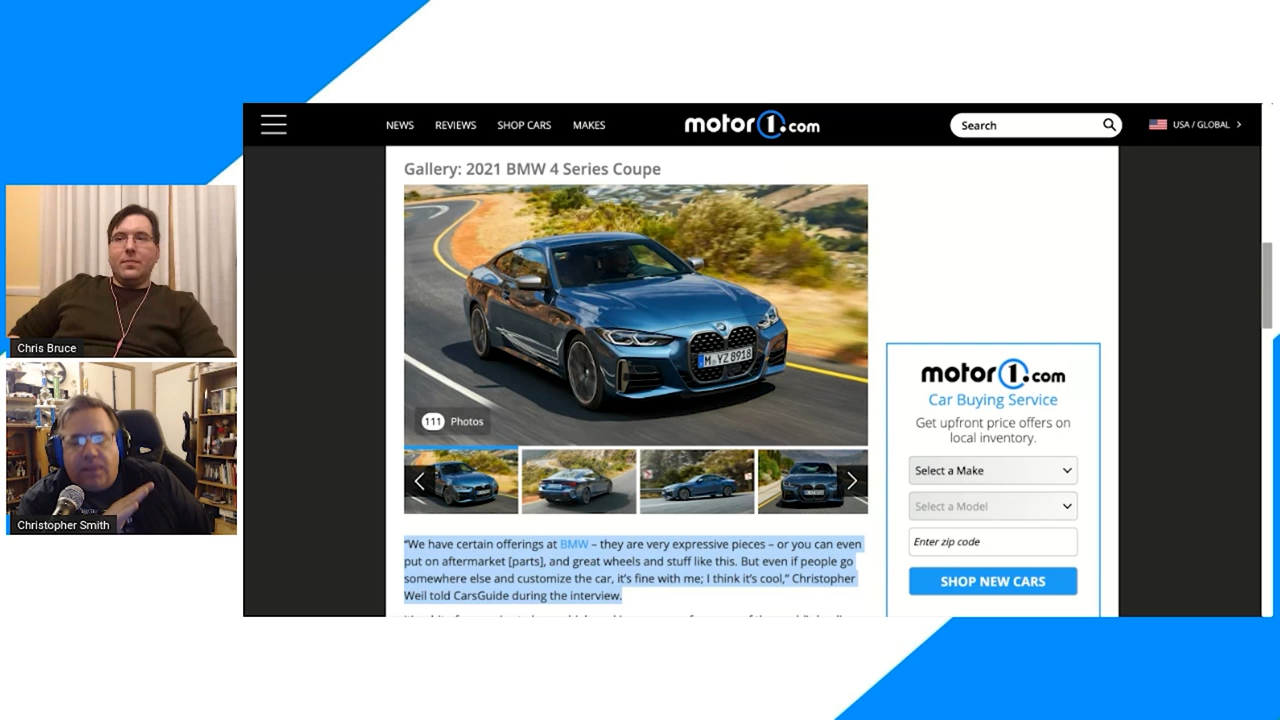 NEWS REVIEWS SHOP CARS MAKES
motor1.com
Search
USA / GLOBAL
Gallery: 2021 BMW 4 Series Coupe
M YZ 8918
111 Photos
Chris Bruce
Christopher Smith
"We have certain offerings at BMW – they are very expressive pieces – or you can even
put on aftermarket [parts], and great wheels and stuff like this. But even if people go
somewhere else and customize the car, it's fine with me; I think it's cool," Christopher
Weil told CarsGuide during the interview.
motor1.com
Car Buying Service
Get upfront price offers on
local inventory.
Select a Make
Select a Model
Enter zip code
SHOP NEW CARS